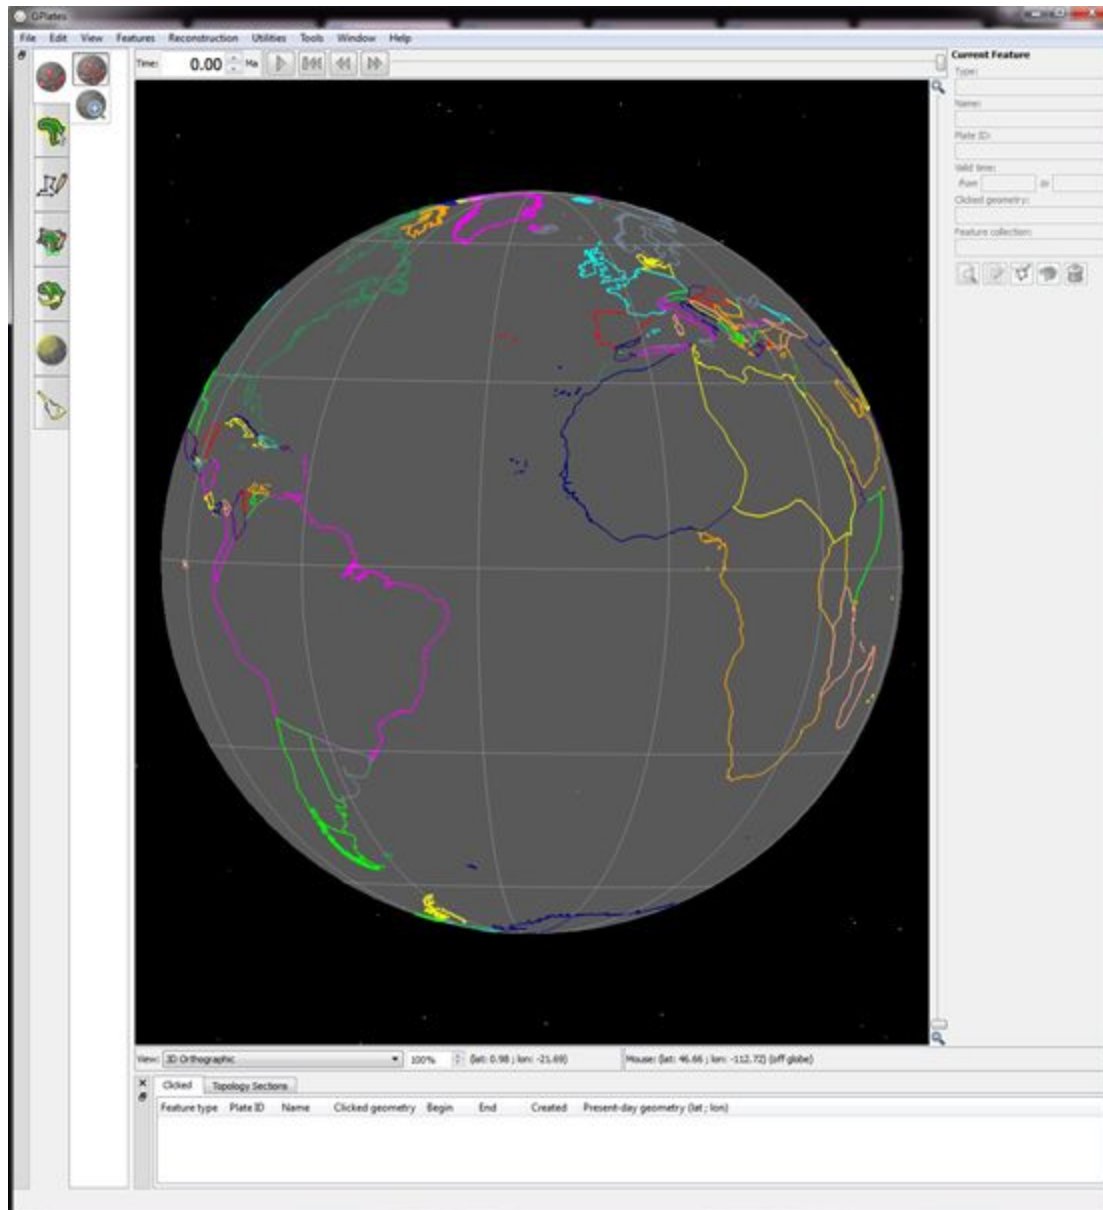 GPlates
File Edit View Features Reconstruction Utilities Tools Window Help
Time: 0.00 Ma
Current Feature
Type:
Name:
Plate ID:
Valid time:
From to
Clicked geometry:
Feature collection:
View: 3D Orthographic 100% (lat: 0.98 ; lon: -21.69) Mouse: (lat: 46.66 ; lon: -112.72) (off globe)
Clicked Topology Sections
Feature type Plate ID Name Clicked geometry Begin End Created Present-day geometry (lat ; lon)